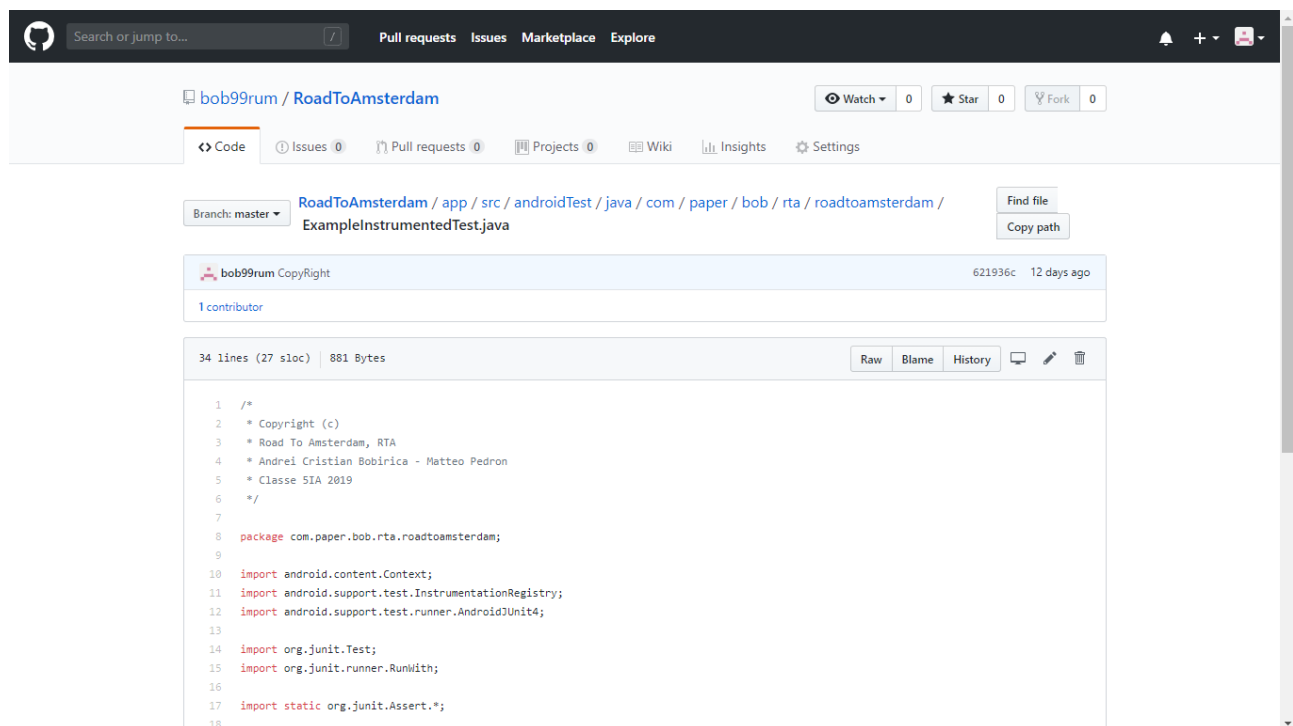 Search or jump to... / Pull requests Issues Marketplace Explore
bob99rum / RoadToAmsterdam Watch 0 Star 0 Fork 0
Code Issues 0 Pull requests 0 Projects 0 Wiki Insights Settings
Branch: master RoadToAmsterdam / app / src / androidTest / java / com / paper / bob / rta / roadtoamsterdam / Find file
ExampleInstrumentedTest.java Copy path
bob99rum CopyRight 621936c 12 days ago
1 contributor
34 lines (27 sloc) 881 Bytes Raw Blame History
1 /*
2 * Copyright (c)
3 * Road To Amsterdam, RTA
4 * Andrei Cristian Bobirica - Matteo Pedron
5 * Classe 5IA 2019
6 */
7
8 package com.paper.bob.rta.roadtoamsterdam;
9
10 import android.content.Context;
11 import android.support.test.InstrumentationRegistry;
12 import android.support.test.runner.AndroidJUnit4;
13
14 import org.junit.Test;
15 import org.junit.runner.RunWith;
16
17 import static org.junit.Assert.*;
18